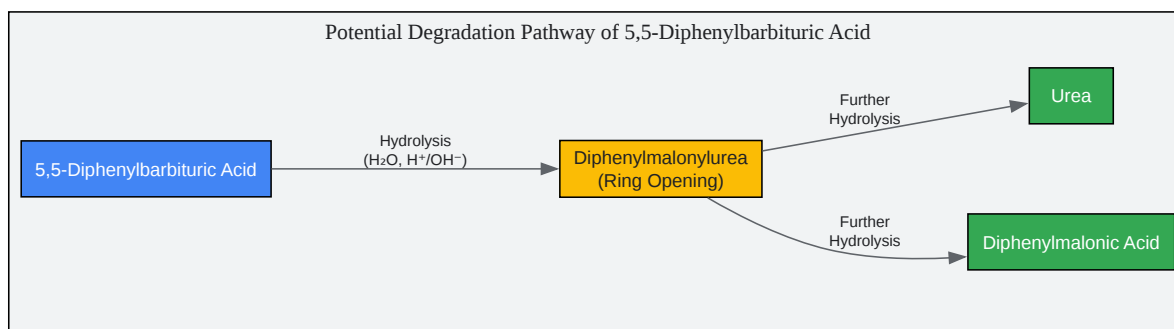 Potential Degradation Pathway of 5,5-Diphenylbarbituric Acid
5,5-Diphenylbarbituric Acid
Hydrolysis
(H₂O, H⁺/OH⁻)
Diphenylmalonylurea
(Ring Opening)
Further
Hydrolysis
Urea
Further
Hydrolysis
Diphenylmalonic Acid